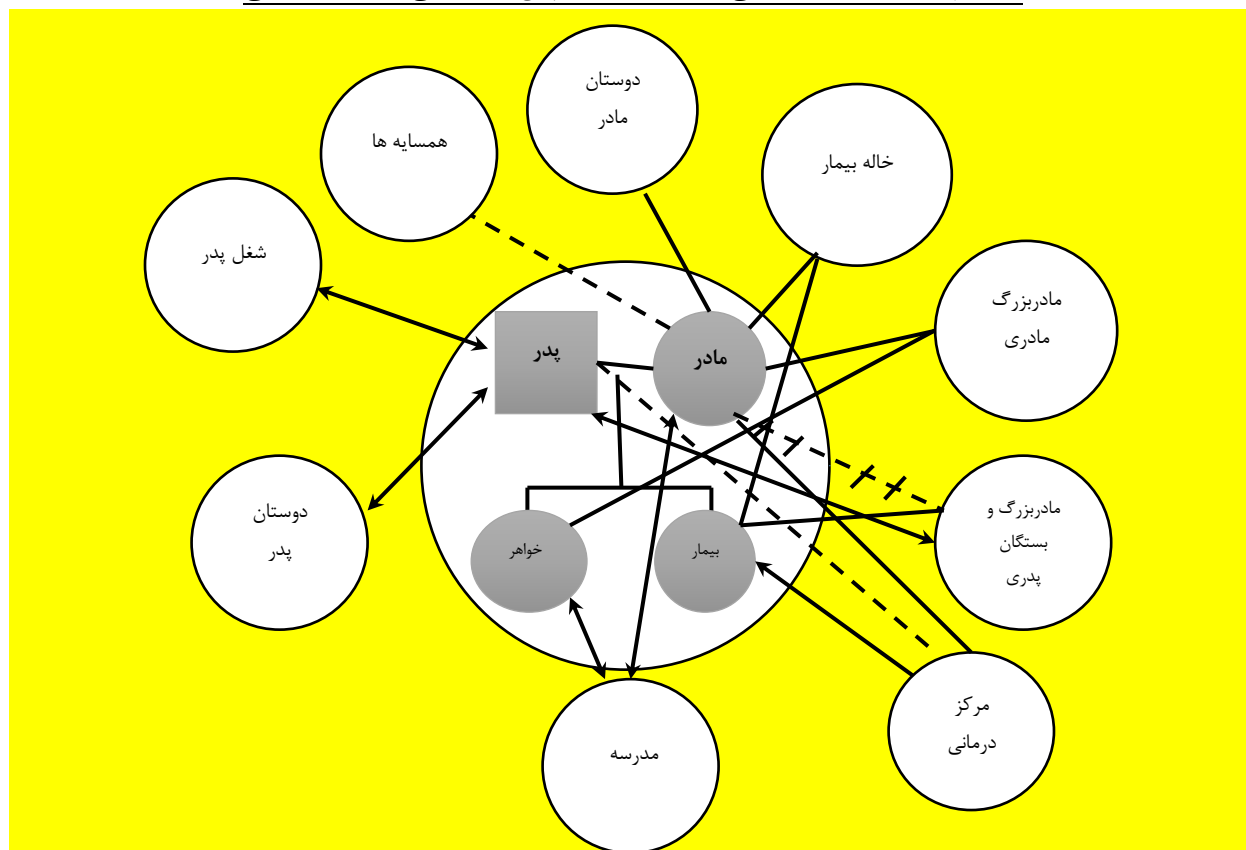 دوستان
مادر
همسایه ها
خاله بیمار
شغل پدر
مادربزرگ
مادری
پدر
مادر
دوستان
پدر
مادربزرگ و
بستگان
پدری
خواهر
بیمار
مرکز
درمانی
مدرسه